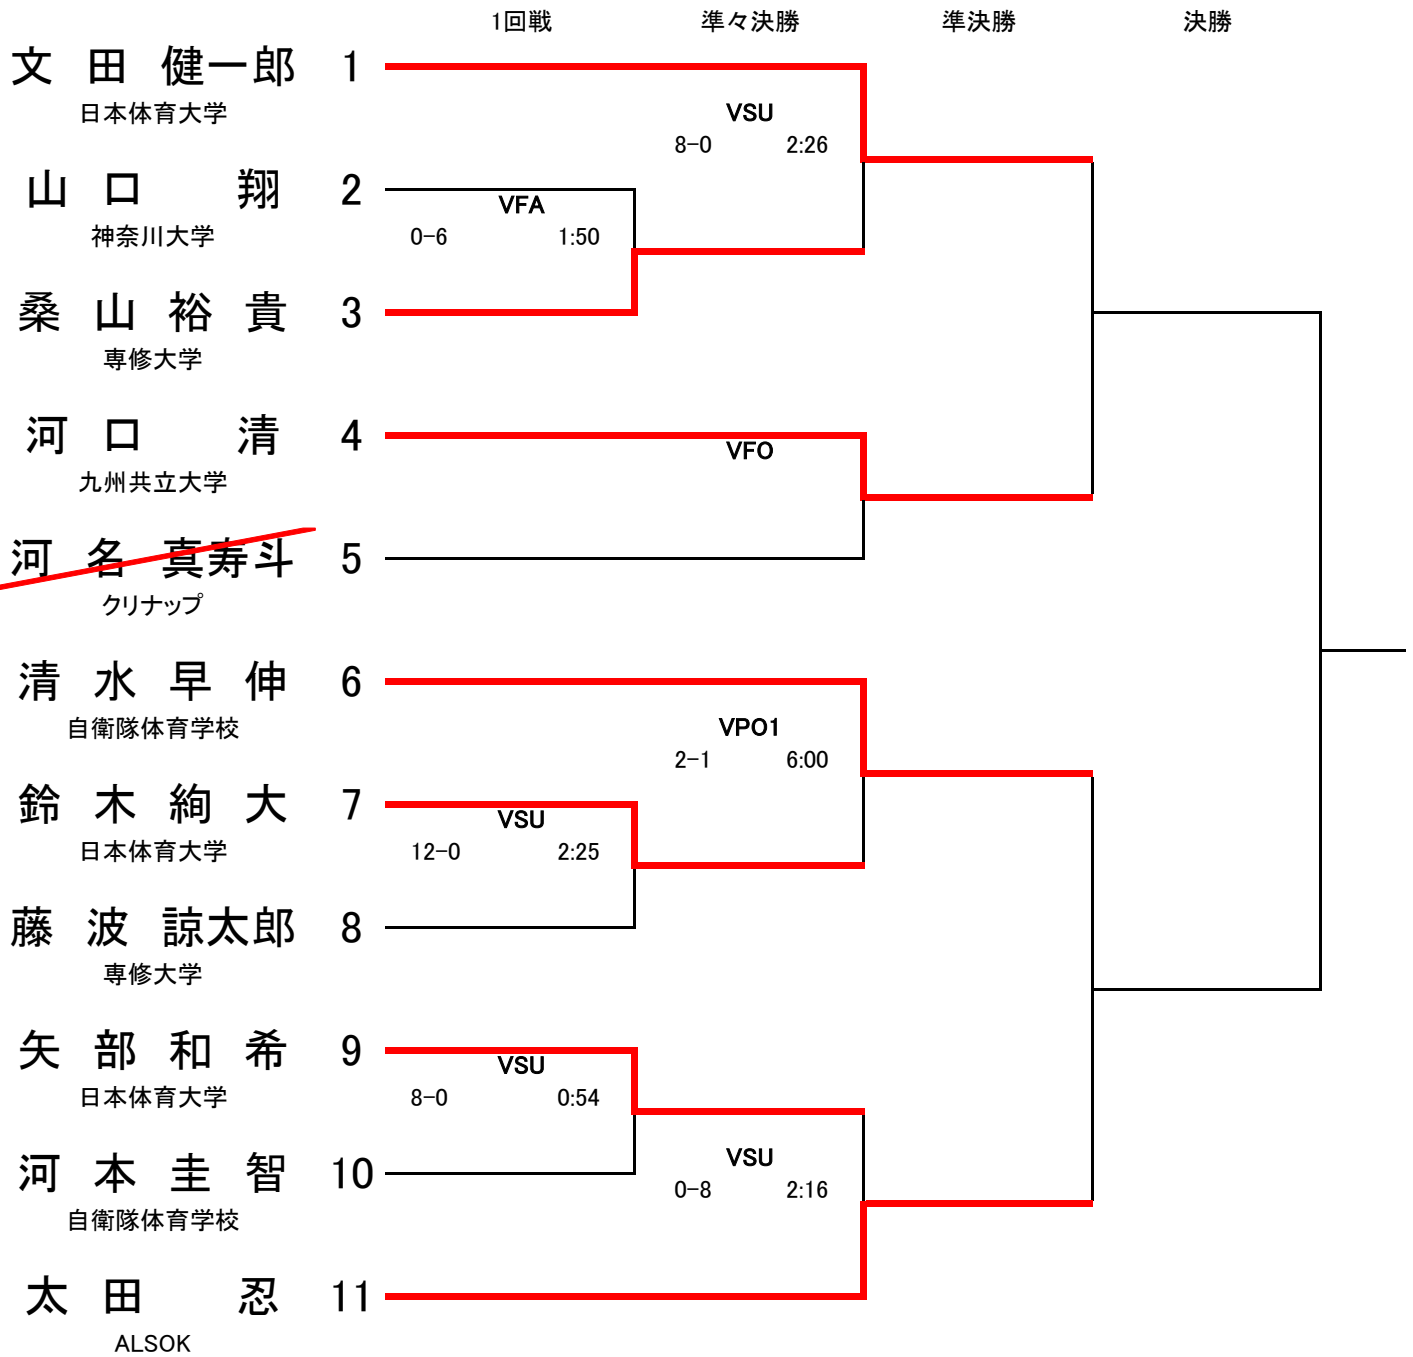 1回戦 準々決勝 準決勝 決勝
文田 健一郎 1
日本体育大学
VSU
8-0 2:26
山口 翔 2
VFA
神奈川大学
0-6 1:50
桑山裕貴 3
専修大学
河口 清 4
VFO
九州共立大学
河名 真寿斗 5
クリナップ
清水早伸 6
自衛隊体育学校
VPO1
2-1 6:00
鈴木絢大 7
VSU
日本体育大学
12-0 2:25
藤波 諒太郎 8
専修大学
矢部和希 9
VSU
日本体育大学
8-0 0:54
河本圭智 10
VSU
0-8 2:16
自衛隊体育学校
太田 忍 11
ALSOK